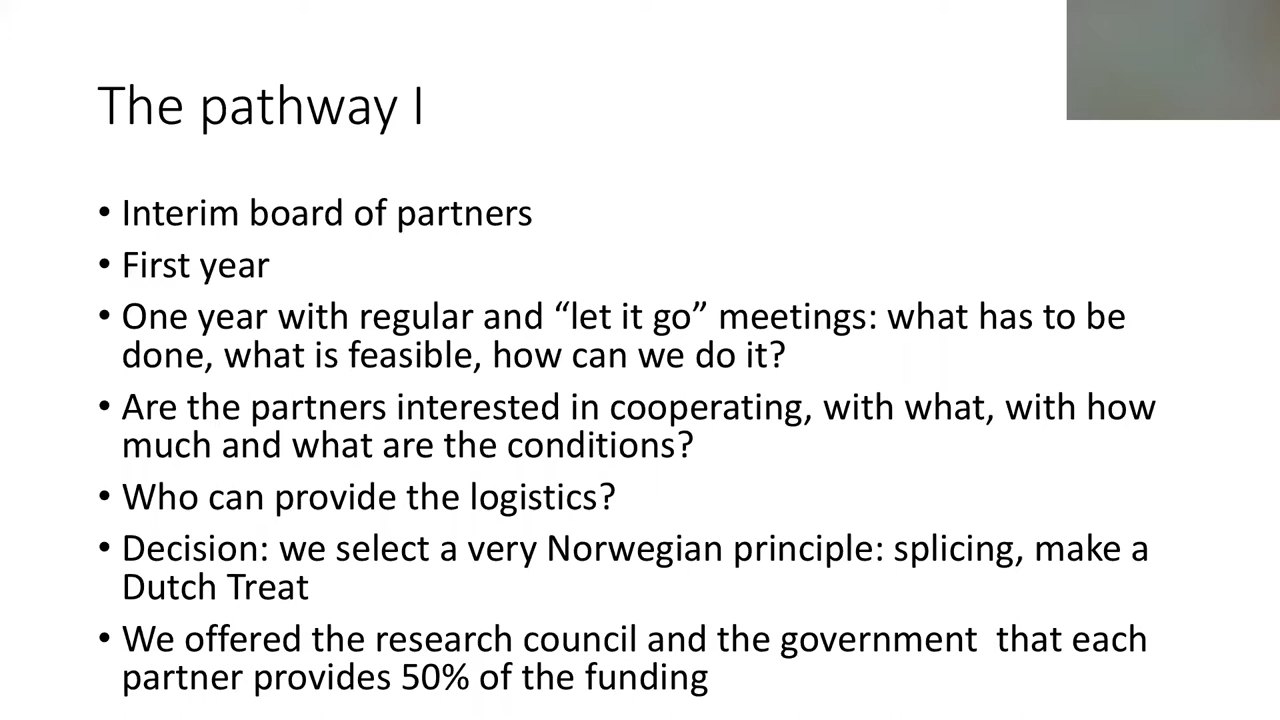 The pathway I
• Interim board of partners
• First year
• One year with regular and “let it go” meetings: what has to be
done, what is feasible, how can we do it?
• Are the partners interested in cooperating, with what, with how
much and what are the conditions?
• Who can provide the logistics?
• Decision: we select a very Norwegian principle: splicing, make a
Dutch Treat
• We offered the research council and the government  that each
partner provides 50% of the funding